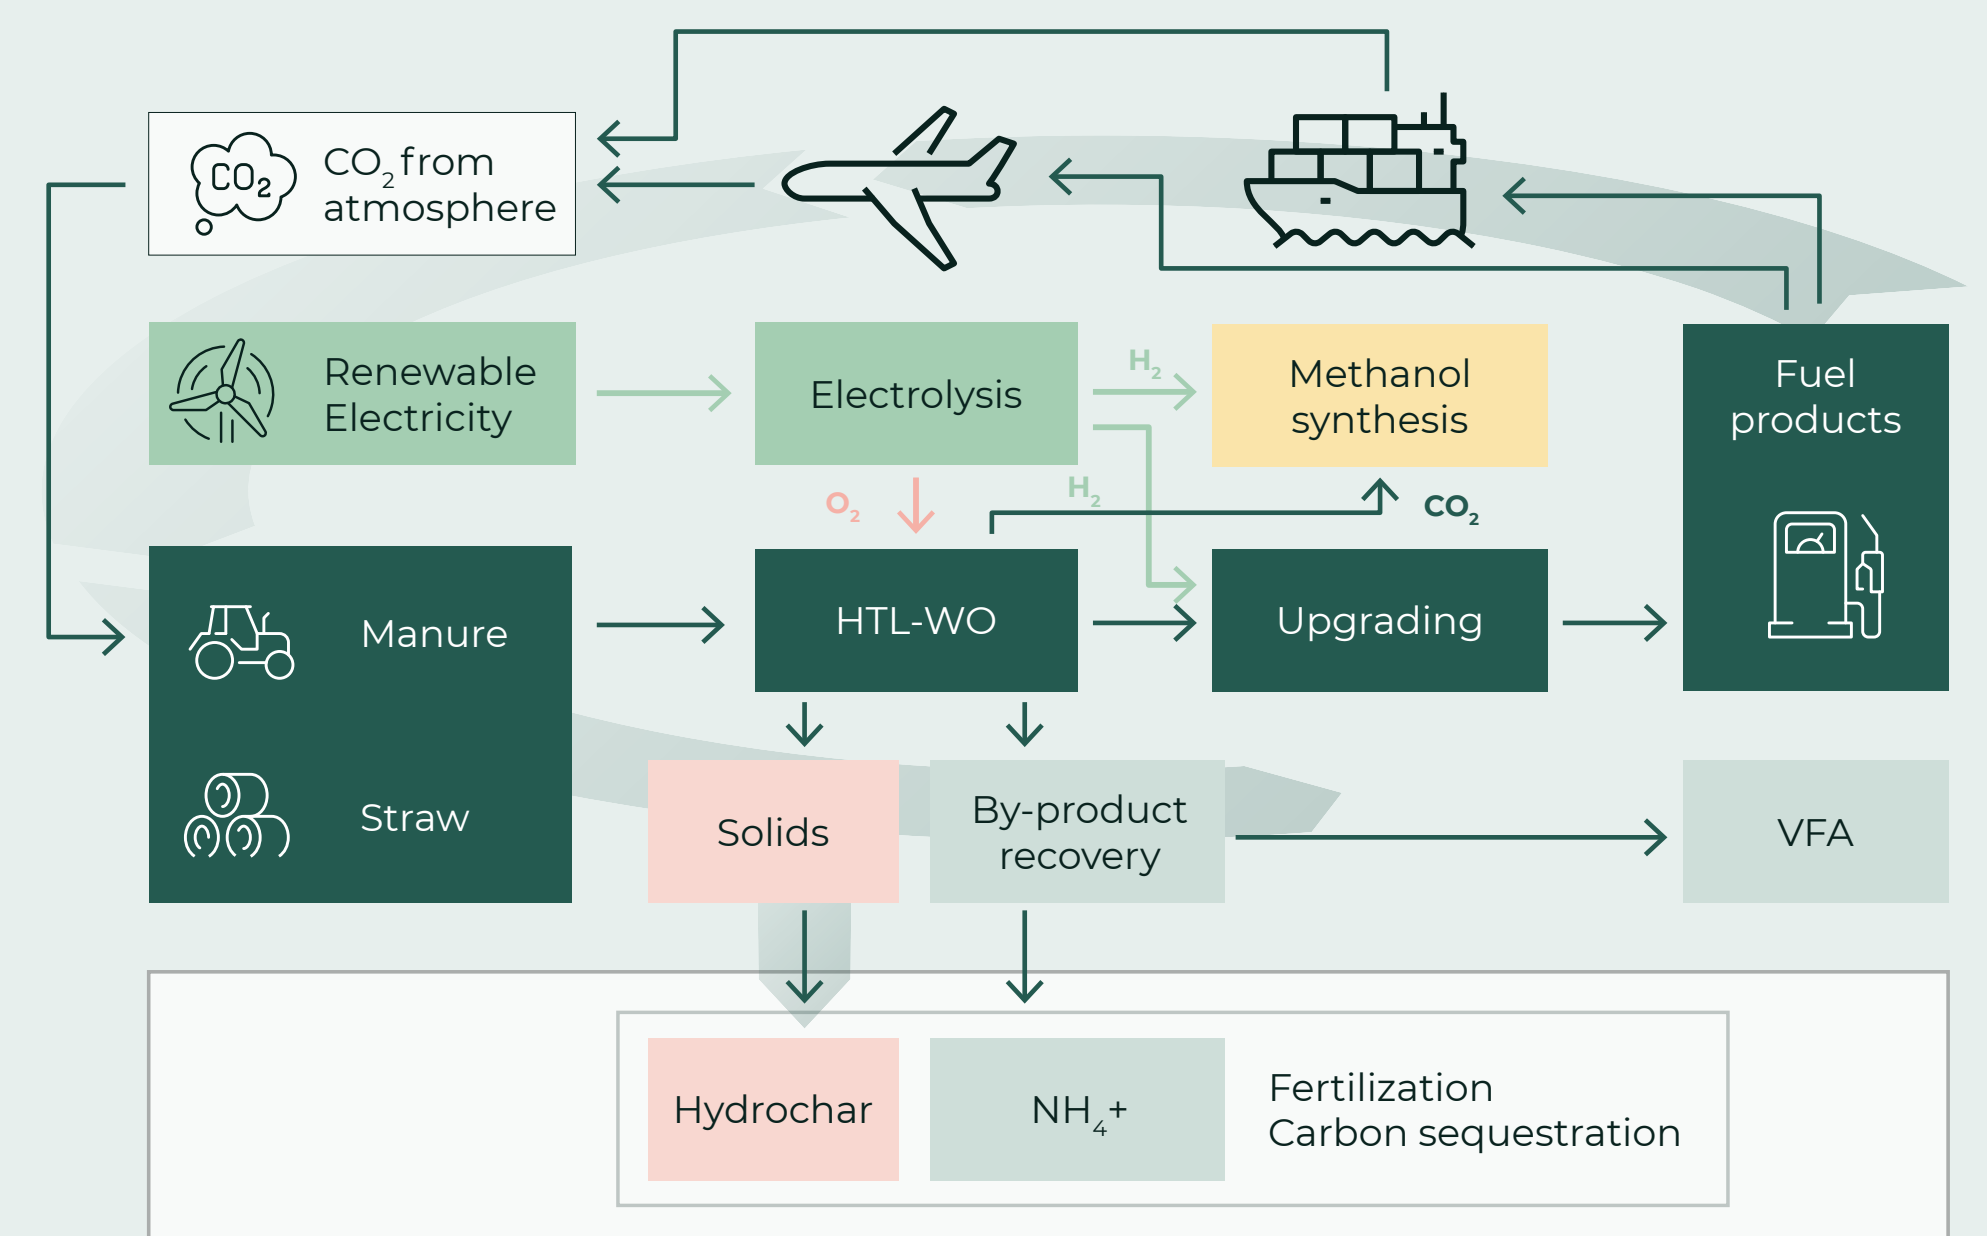 CO2
CO2 from
atmosphere
Renewable
Electricity
Electrolysis
H2
Methanol
synthesis
Fuel
products
O2
H2
CO2
Manure
HTL-WO
Upgrading
Straw
Solids
By-product
recovery
VFA
Hydrochar
NH4+
Fertilization
Carbon sequestration